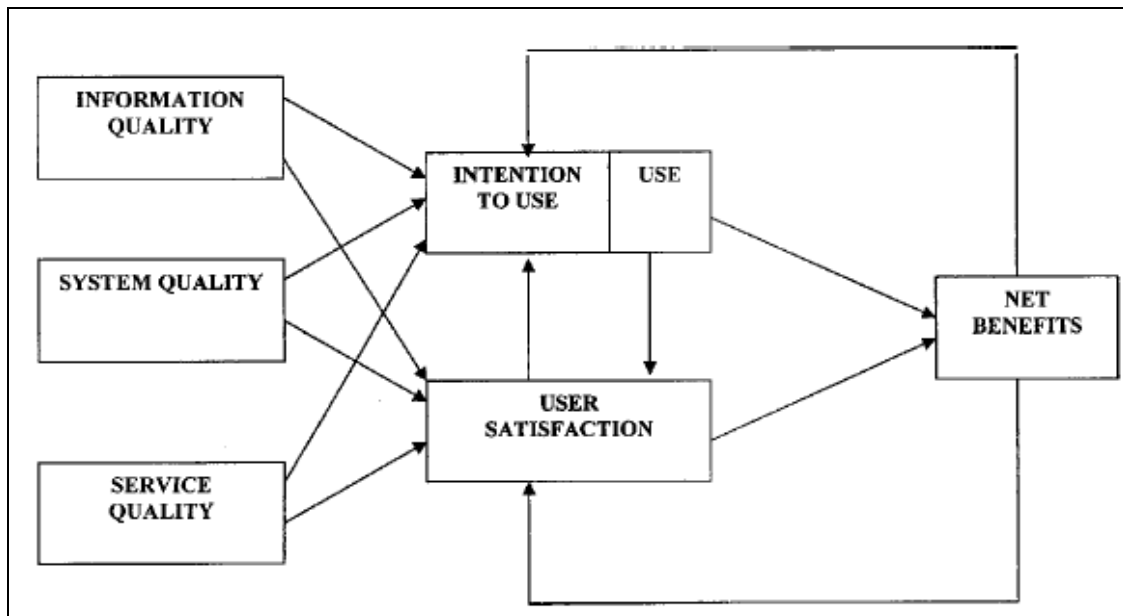 INFORMATION
QUALITY
INTENTION
TO USE
USE
SYSTEM QUALITY
NET
BENEFITS
USER
SATISFACTION
SERVICE
QUALITY